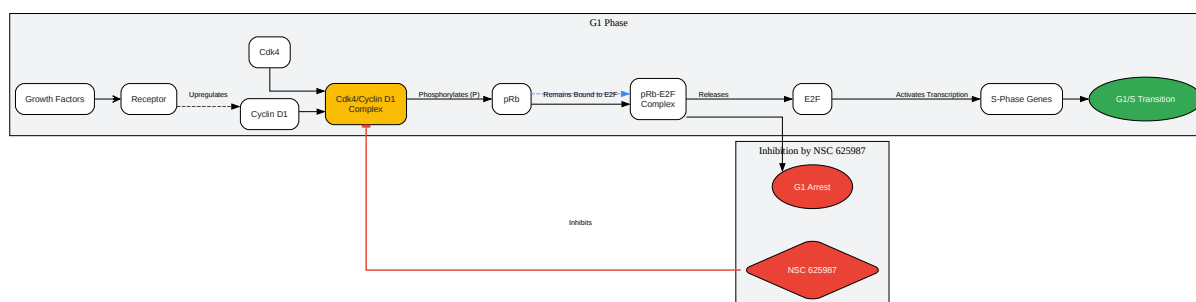 G1 Phase
Cdk4
Growth Factors
Receptor
Upregulates
Cyclin D1
Cdk4/Cyclin D1
Complex
Phosphorylates (P)
pRb
Remains Bound to E2F
pRb-E2F
Complex
Releases
E2F
Activates Transcription
S-Phase Genes
G1/S Transition
Inhibition by NSC 625987
G1 Arrest
Inhibits
NSC 625987